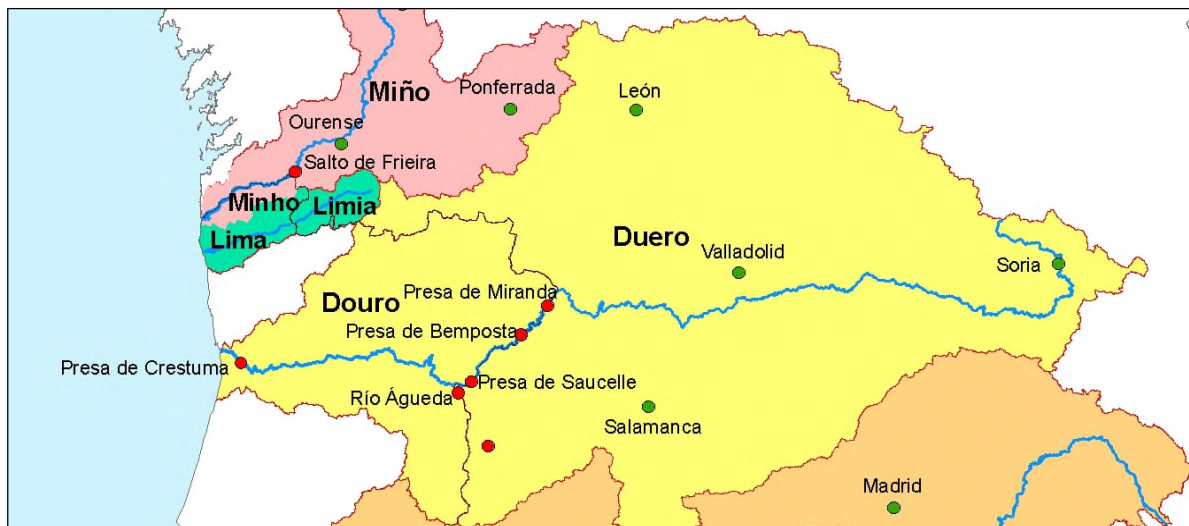 Miño
Ponferrada
León
Ourense
Salto de Frieira
Minho
Limia
Lima
Duero
Valladolid
Soria
Douro
Presa de Miranda
Presa de Bemposta
Presa de Crestuma
Presa de Saucelle
Río Águeda
Salamanca
Madrid